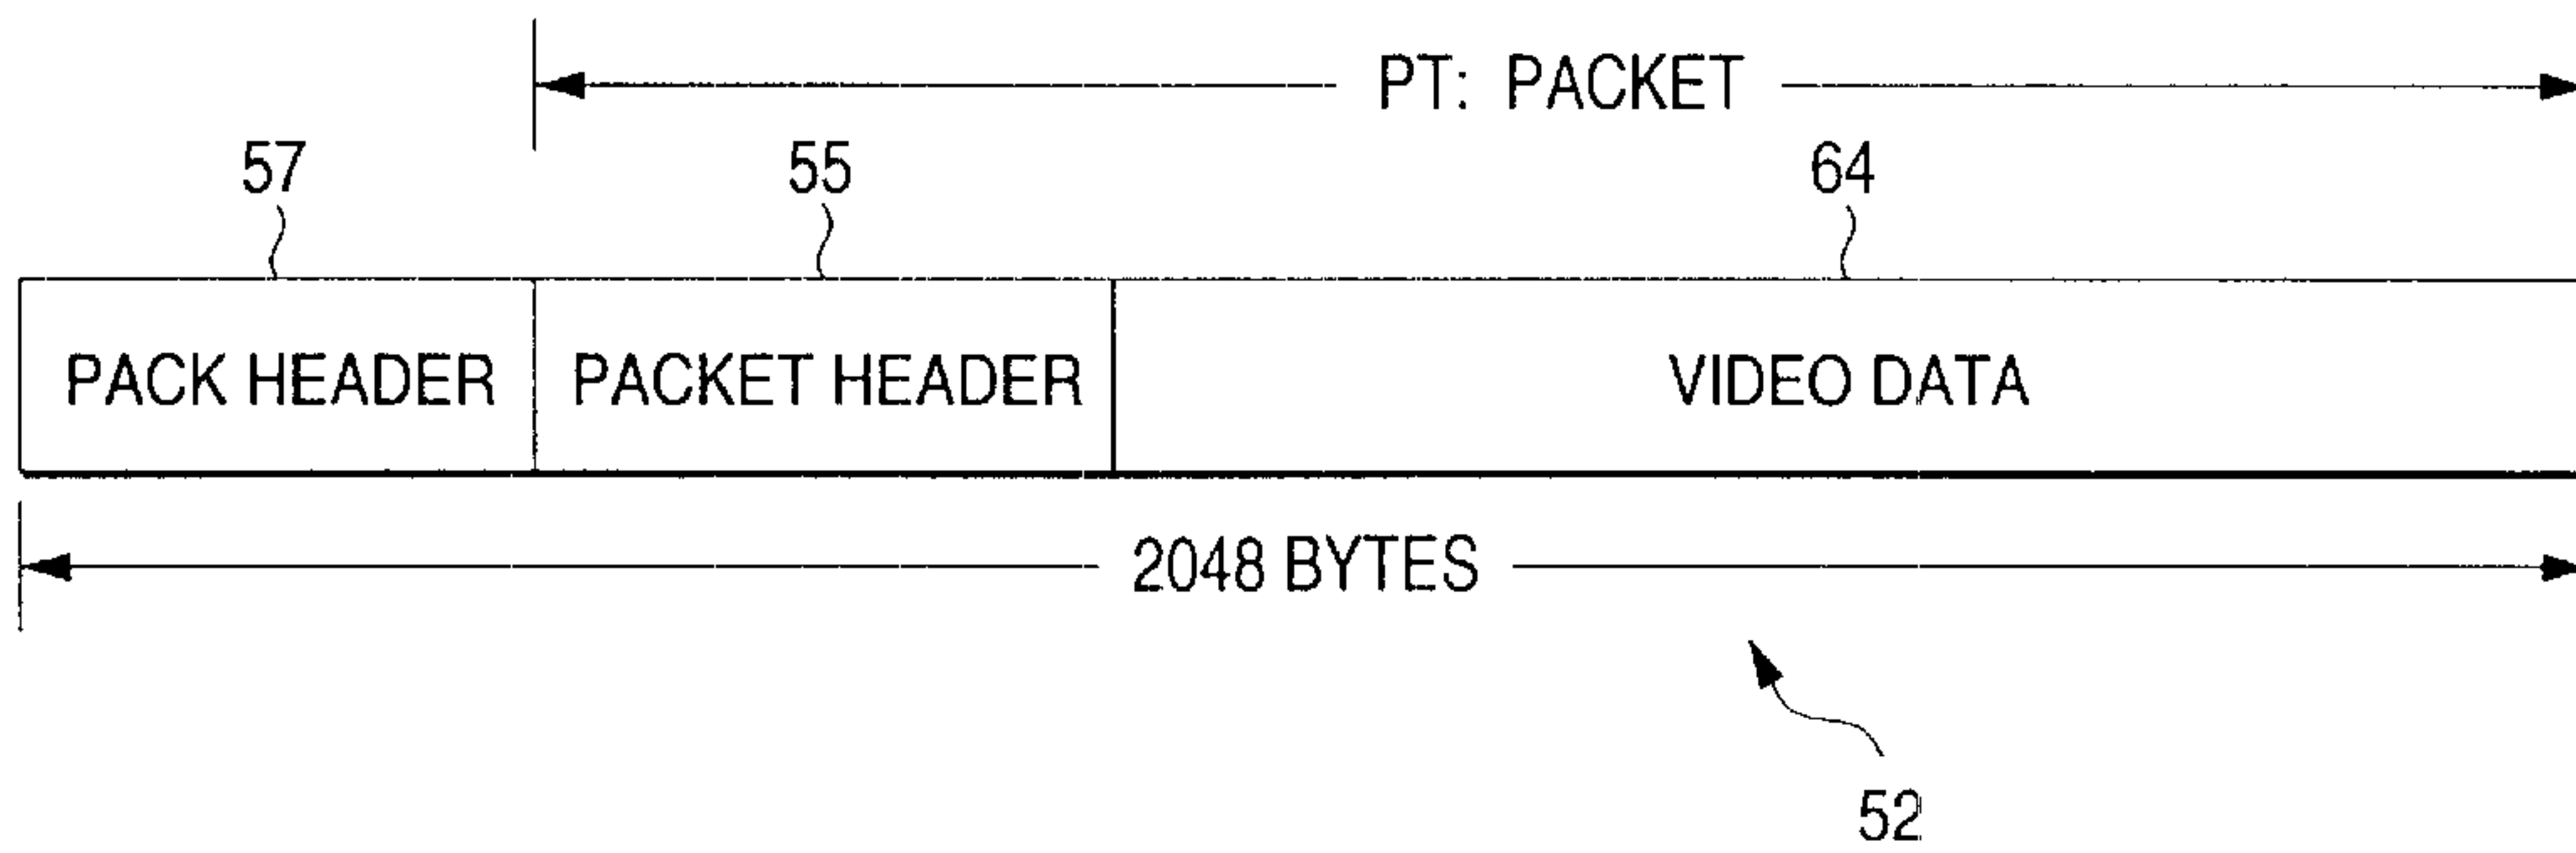 PT: PACKET
57
55
64
PACK HEADER
PACKET HEADER
VIDEO DATA
2048 BYTES
52